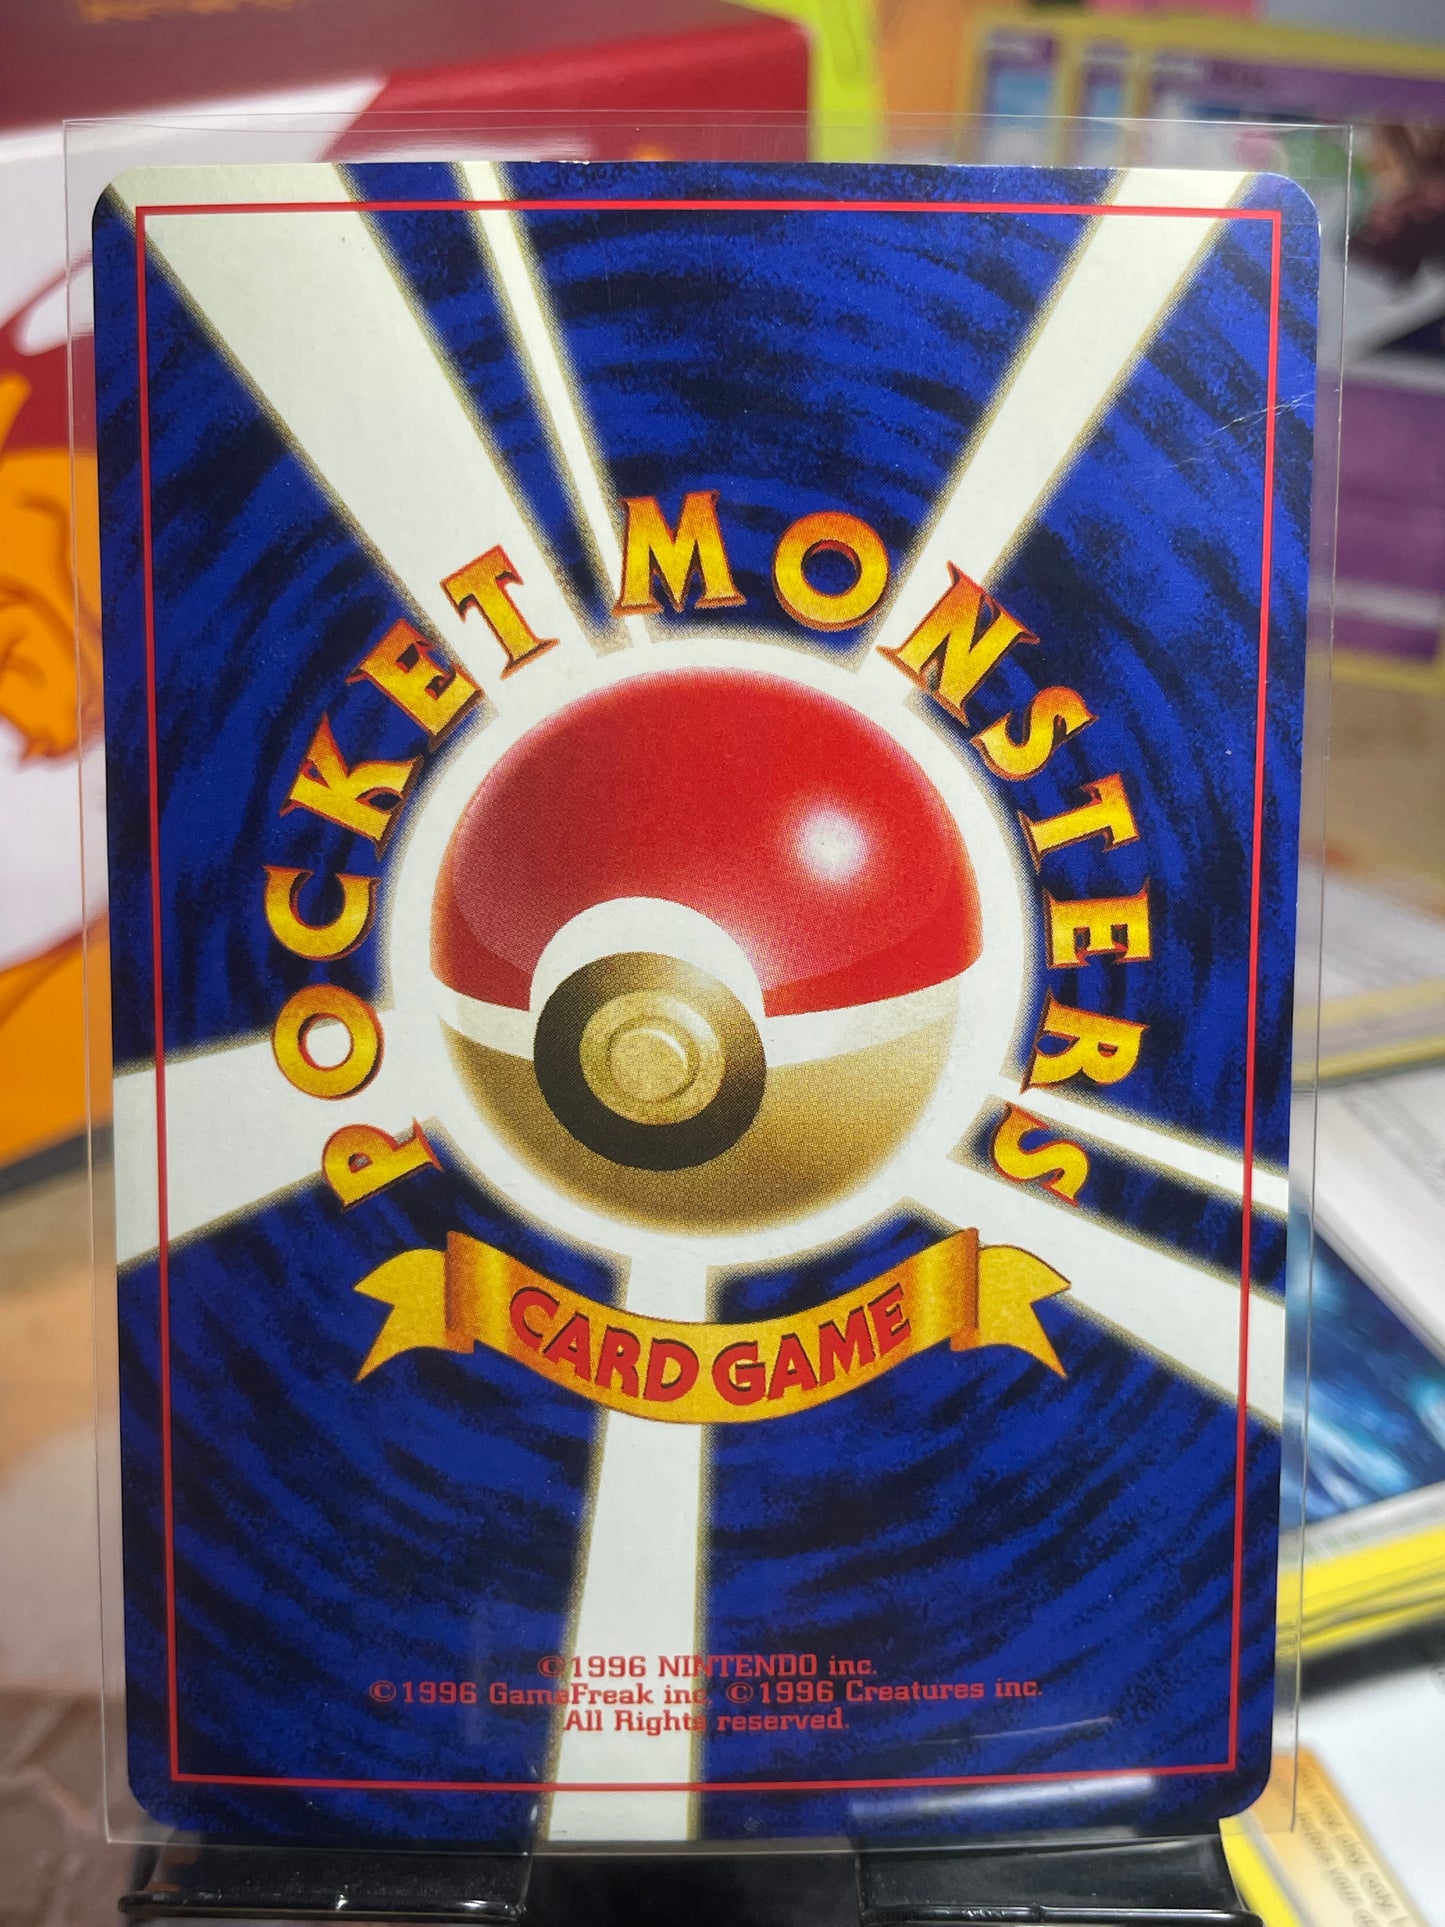 POCKET MONSTERS
CARD GAME
©1996 NINTENDO inc.
©1996 GameFreak inc. ©1996 Creatures inc.
All Rights reserved.